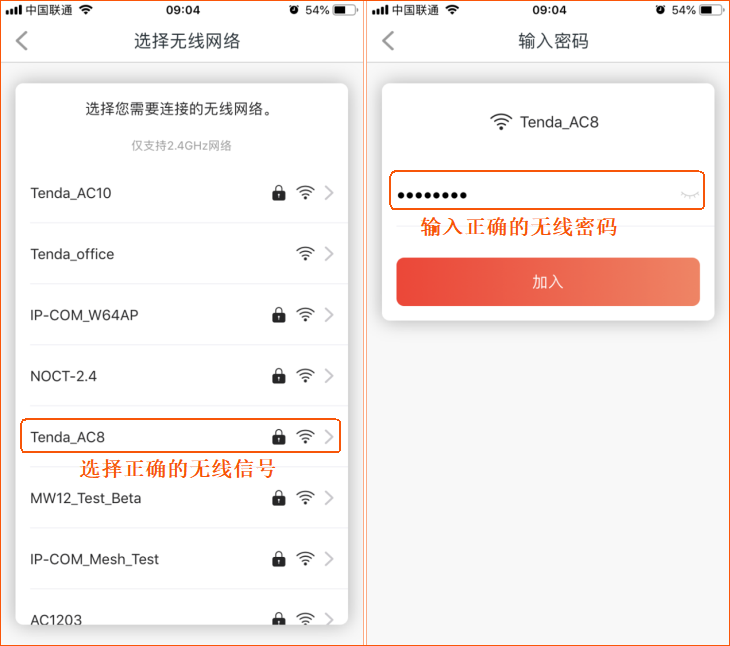 中国联通 09:04 54%
选择无线网络
选择您需要连接的无线网络。
仅支持2.4GHz网络
Tenda_AC10
Tenda_office
IP-COM_W64AP
NOCT-2.4
Tenda_AC8
选择正确的无线信号
MW12_Test_Beta
IP-COM_Mesh_Test
AC1203
中国联通 09:04 54%
输入密码
Tenda_AC8
●●●●●●●●
输入正确的无线密码
加入